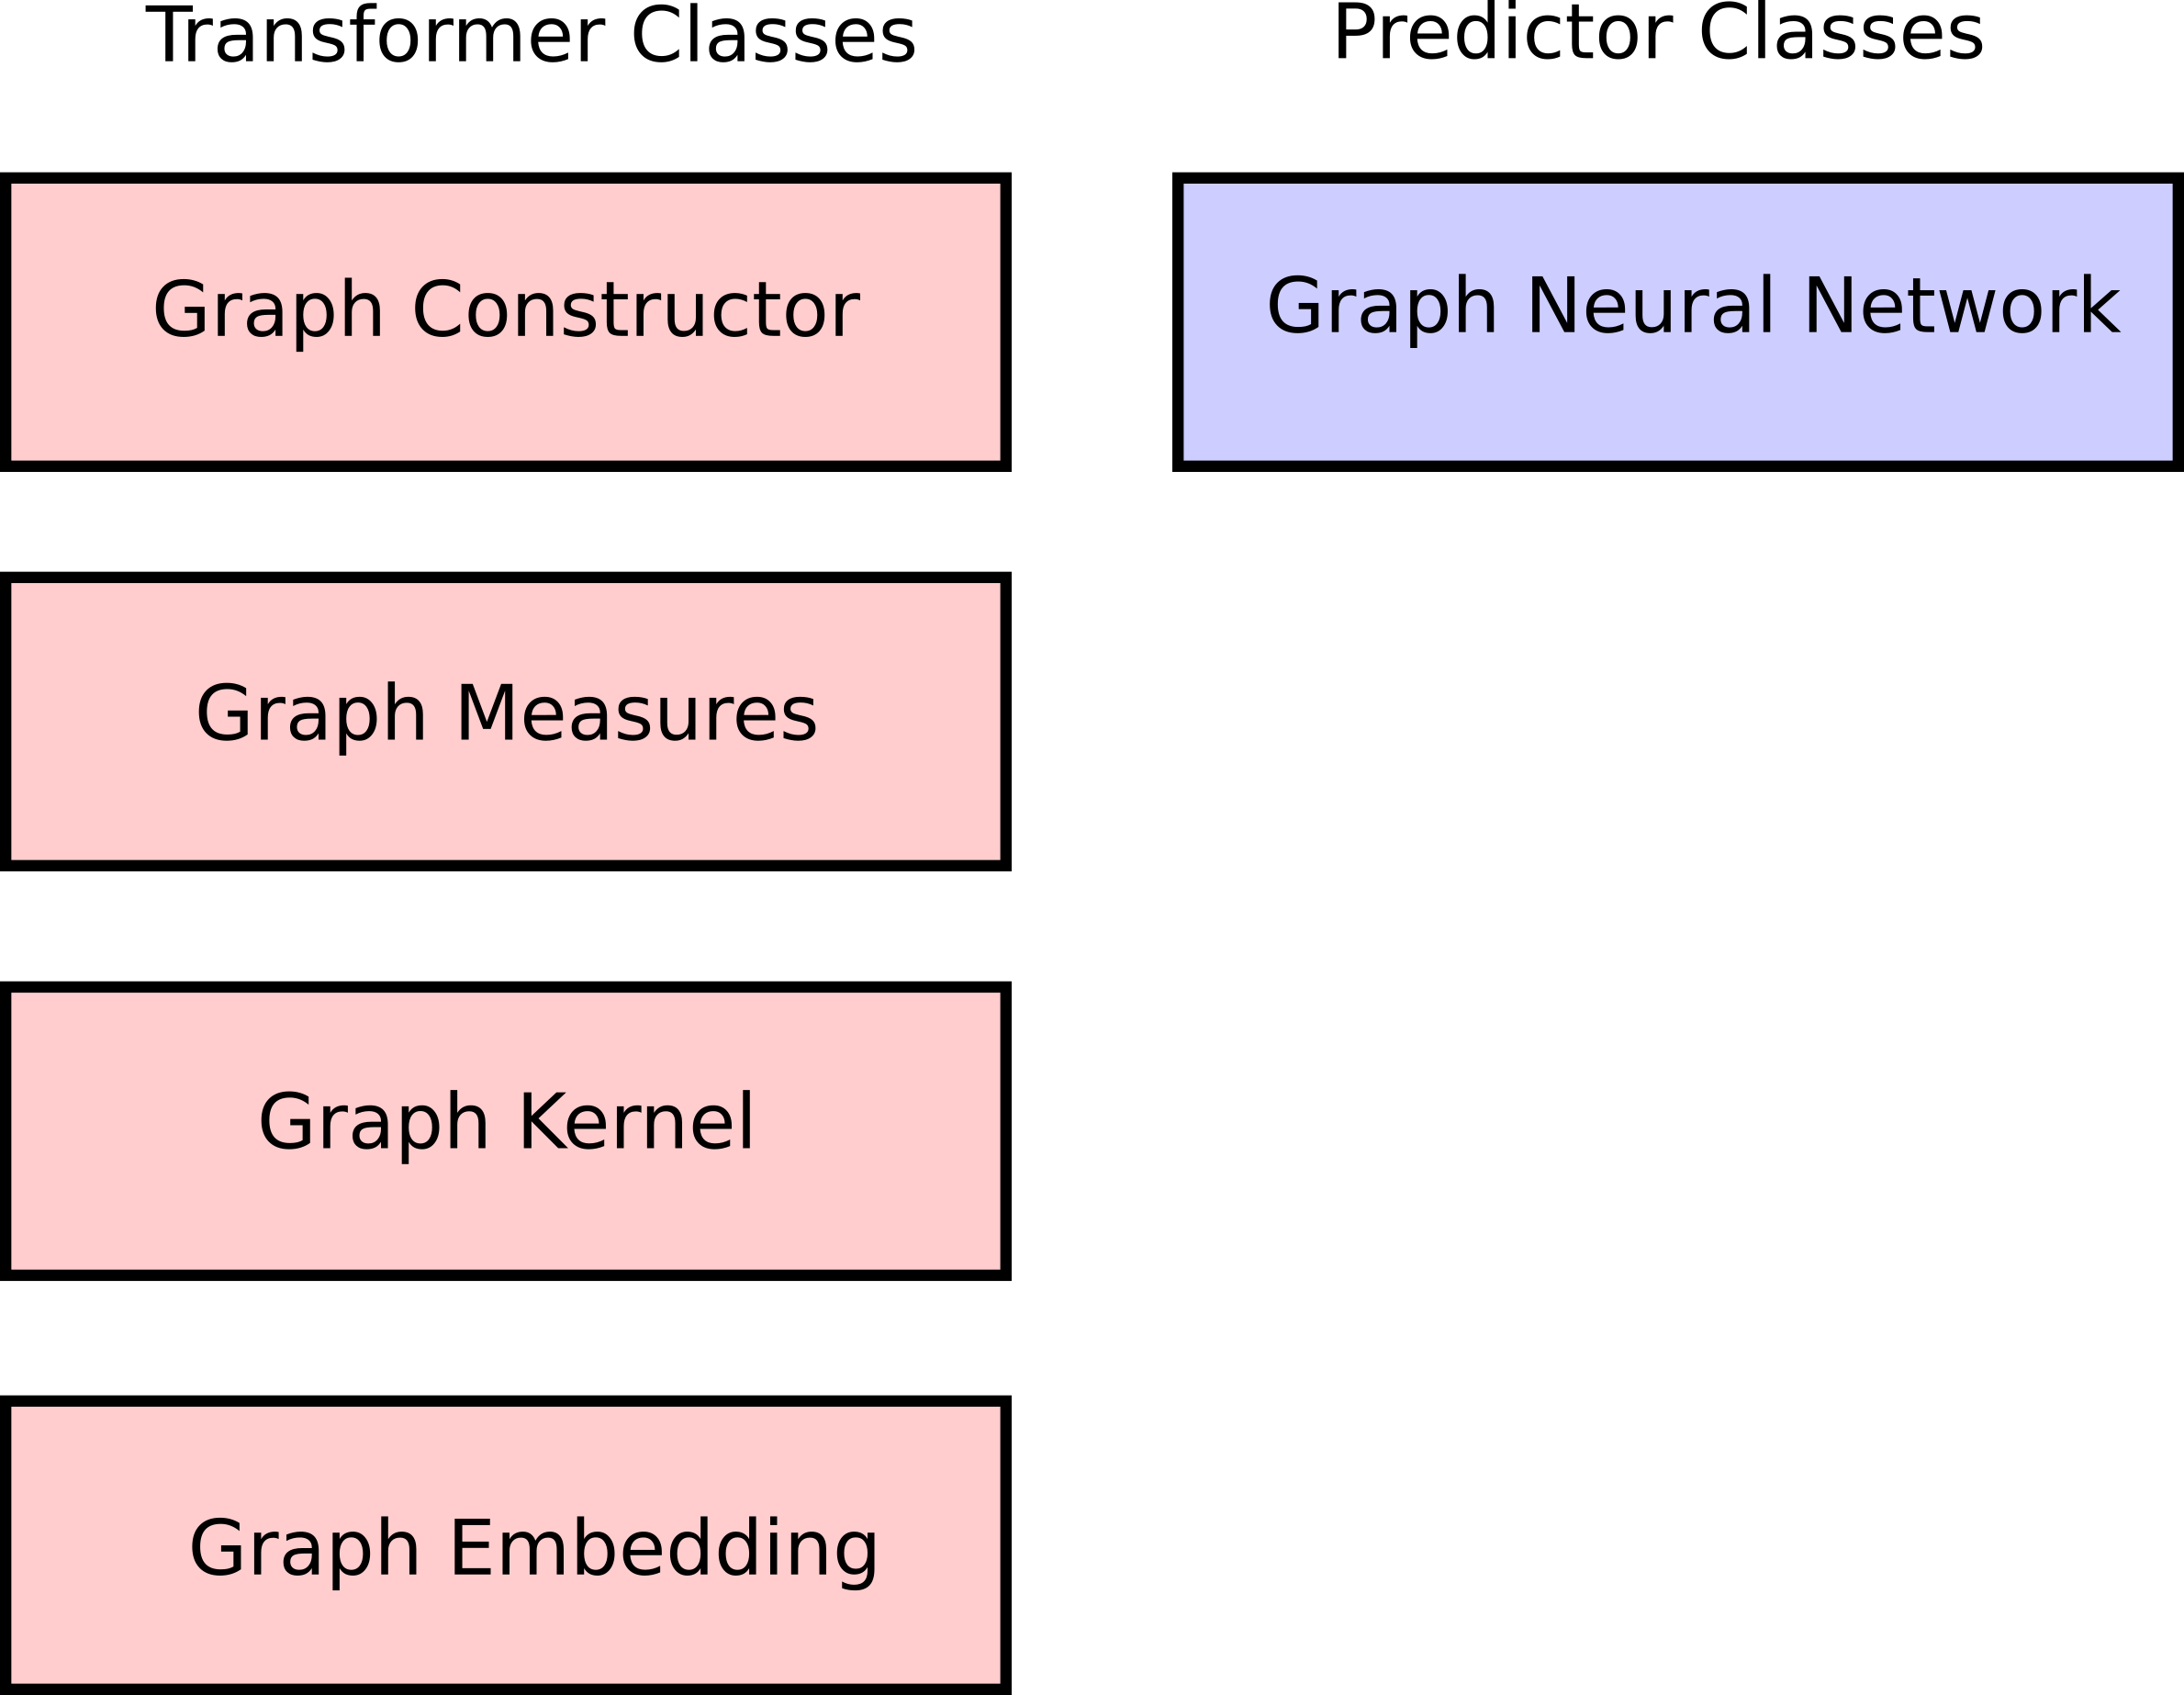 Transformer Classes
Predictor Classes
Graph Constructor
Graph Neural Network
Graph Measures
Graph Kernel
Graph Embedding